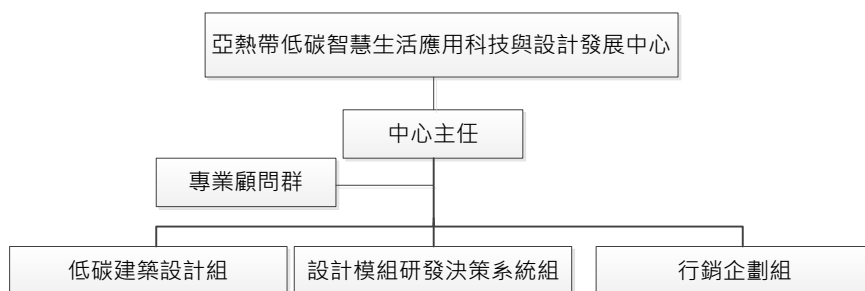 亞熱帶低碳智慧生活應用科技與設計發展中心
中心主任
專業顧問群
低碳建築設計組
設計模組研發決策系統組
行銷企劃組